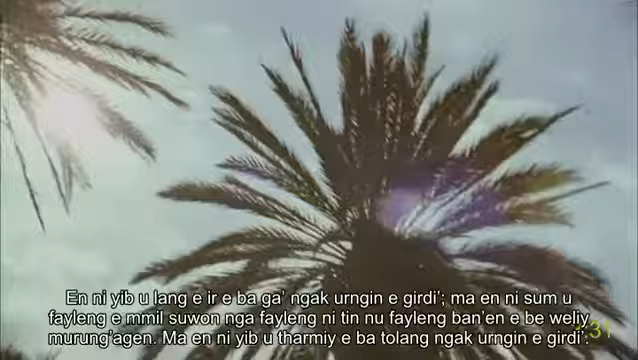 En ni yib u lang e ir e ba ga' ngak urngin e girdi'; ma en ni sum u
fayleng e mmil suwon nga fayleng ni tin nu fayleng ban'en e be weliy
murung'agen. Ma en ni yib u tharmiy e ba tolang ngak urngin e girdi'.
:31